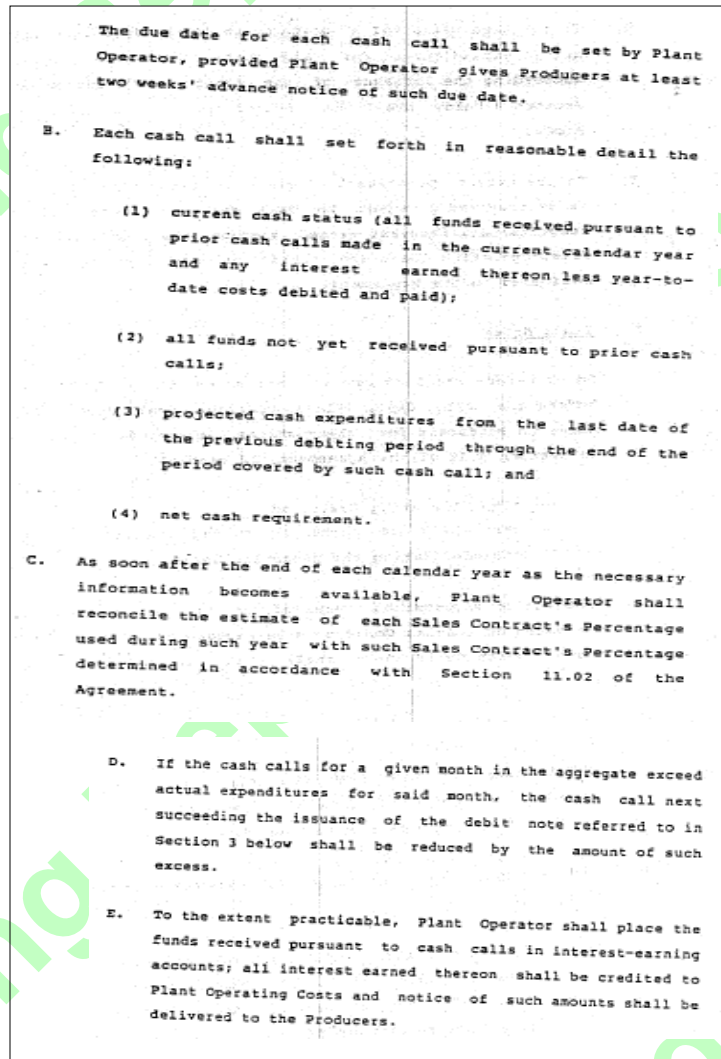 The due date for each cash call shall be set by Plant
Operator, provided Plant Operator gives Producers at least
two weeks' advance notice of such due date.
B. Each cash call shall set forth in reasonable detail the
following:
(1) current cash status (all funds received pursuant to
prior cash calls made in the current calendar year
and any interest earned thereon less year-to-
date costs debited and paid);
(2) all funds not yet received pursuant to prior cash
calls;
(3) projected cash expenditures from the last date of
the previous debiting period through the end of the
period covered by such cash call; and
(4) net cash requirement.
C. As soon after the end of each calendar year as the necessary
information becomes available, Plant Operator shall
reconcile the estimate of each Sales Contract's Percentage
used during such year with such Sales Contract's Percentage
determined in accordance with Section 11.02 of the
Agreement.
D. If the cash calls for a given month in the aggregate exceed
actual expenditures for said month, the cash call next
succeeding the issuance of the debit note referred to in
Section 3 below shall be reduced by the amount of such
excess.
E. To the extent practicable, Plant Operator shall place the
funds received pursuant to cash calls in interest-earning
accounts; all interest earned thereon shall be credited to
Plant Operating Costs and notice of such amounts shall be
delivered to the Producers.